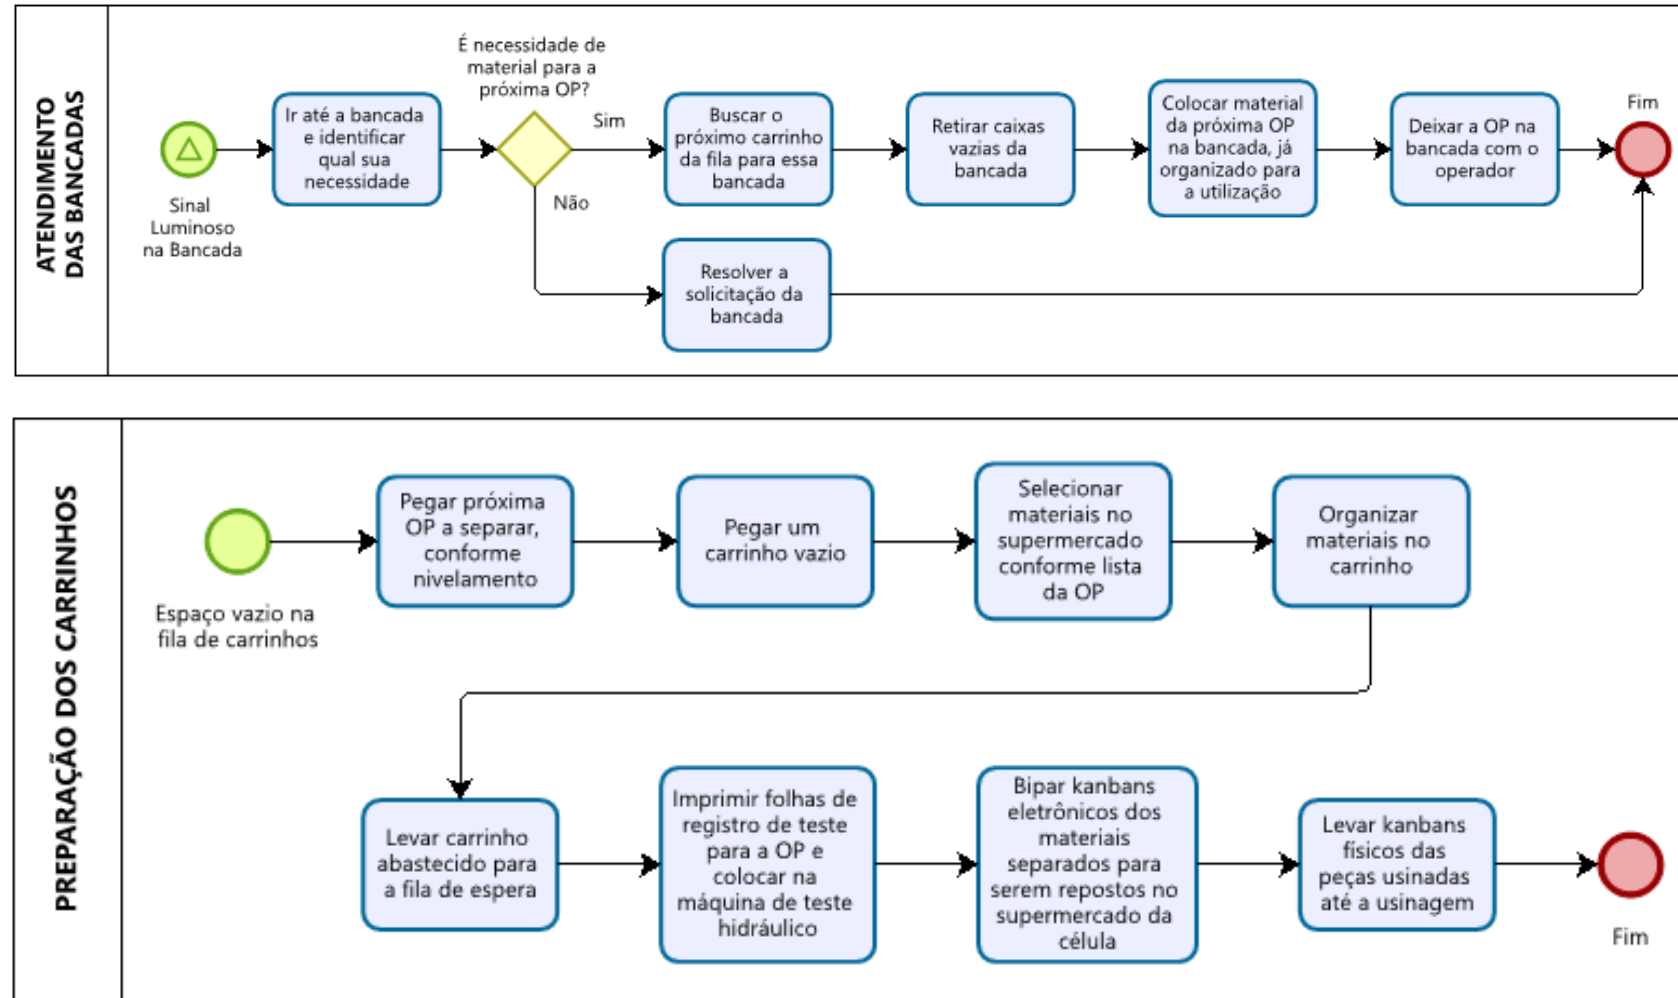 ATENDIMENTO
DAS BANCADAS
Sinal
Luminoso
na Bancada
Ir até a bancada
e identificar
qual sua
necessidade
É necessidade de
material para a
próxima OP?
Sim
Não
Buscar o
próximo carrinho
da fila para essa
bancada
Retirar caixas
vazias da
bancada
Colocar material
da próxima OP
na bancada, já
organizado para
a utilização
Deixar a OP na
bancada com o
operador
Fim
Resolver a
solicitação da
bancada
PREPARAÇÃO DOS CARRINHOS
Espaço vazio na
fila de carrinhos
Pegar próxima
OP a separar,
conforme
nivelamento
Pegar um
carrinho vazio
Selecionar
materiais no
supermercado
conforme lista
da OP
Organizar
materiais no
carrinho
Levar carrinho
abastecido para
a fila de espera
Imprimir folhas de
registro de teste
para a OP e
colocar na
máquina de teste
hidráulico
Bipar kanbans
eletrônicos dos
materiais
separados para
serem repostos no
supermercado da
célula
Levar kanbans
físicos das
peças usinadas
até a usinagem
Fim